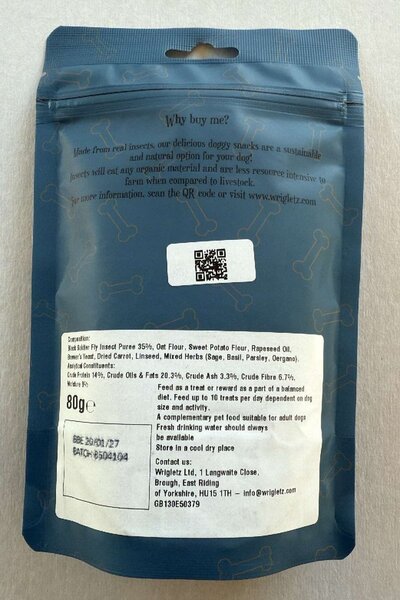 Why buy me?
Made from real insects, our delicious doggy snacks are a sustainable
and natural option for your dog!
Insects will eat any organic material and are less resource intensive to
farm when compared to livestock.
For more information, scan the QR code or visit www.wrigletz.com
Composition:
Black Soldier Fly Insect Puree 35%, Oat Flour, Sweet Potato Flour, Rapeseed Oil,
Brewer's Yeast, Dried Carrot, Linseed, Mixed Herbs (Sage, Basil, Parsley, Oergano).
Analytical Constituents:
Crude Protein 14%, Crude Oils & Fats 20.3%, Crude Ash 3.3%, Crude Fibre 6.7%,
Moisture 8%
80g℮
Feed as a treat or reward as a part of a balanced
diet. Feed up to 16 treats per day dependent on dog
size and activity.
A complementary pet food suitable for adult dogs
Fresh drinking water should always
be available
Store in a cool dry place
BBE 20/01/27
BATCH BS04104
Contact us:
Wrigletz Ltd, 1 Langwaite Close,
Brough, East Riding
of Yorkshire, HU15 1TH – info@wrigletz.com
GB130E50379